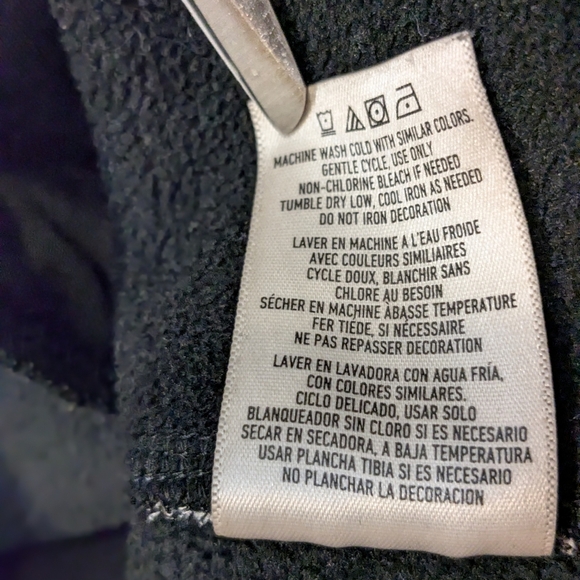 MACHINE WASH COLD WITH SIMILAR COLORS.
GENTLE CYCLE, USE ONLY
NON-CHLORINE BLEACH IF NEEDED
TUMBLE DRY LOW, COOL IRON AS NEEDED
DO NOT IRON DECORATION
LAVER EN MACHINE A L'EAU FROIDE
AVEC COULEURS SIMILIAIRES
CYCLE DOUX, BLANCHIR SANS
CHLORE AU BESOIN
SÉCHER EN MACHINE ÀBASSE TEMPERATURE
FER TIEDE, SI NÉCESSAIRE
NE PAS REPASSER DECORATION
LAVER EN LAVADORA CON AGUA FRÍA,
CON COLORES SIMILARES.
CICLO DELICADO, USAR SOLO
BLANQUEADOR SIN CLORO SI ES NECESARIO
SECAR EN SECADORA, A BAJA TEMPERATURA
USAR PLANCHA TIBIA SI ES NECESARIO
NO PLANCHAR LA DECORACION